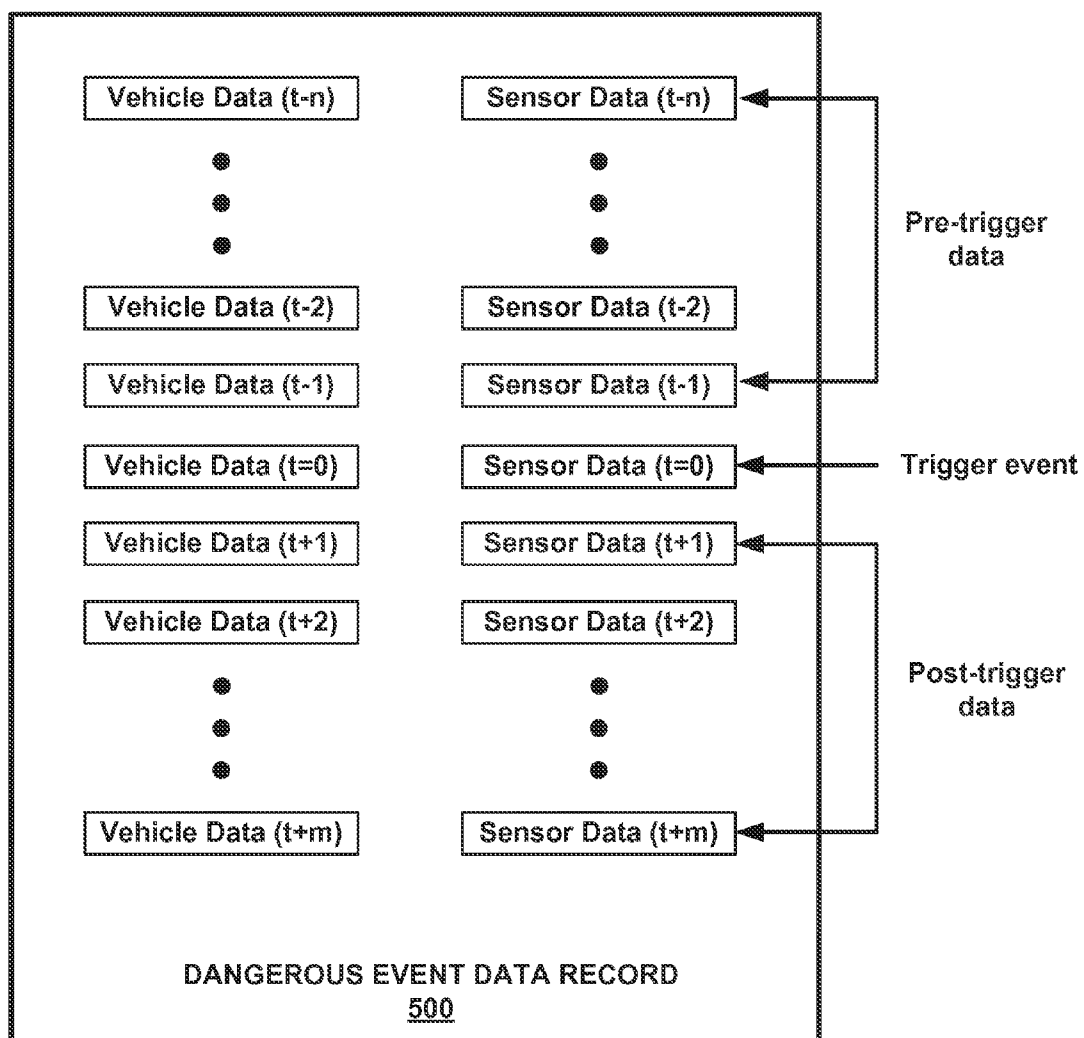 Vehicle Data (t-n) Sensor Data (t-n)
Pre-trigger
data
Vehicle Data (t-2) Sensor Data (t-2)
Vehicle Data (t-1) Sensor Data (t-1)
Vehicle Data (t=0) Sensor Data (t=0) Trigger event
Vehicle Data (t+1) Sensor Data (t+1)
Vehicle Data (t+2) Sensor Data (t+2)
Post-trigger
data
Vehicle Data (t+m) Sensor Data (t+m)
DANGEROUS EVENT DATA RECORD
500